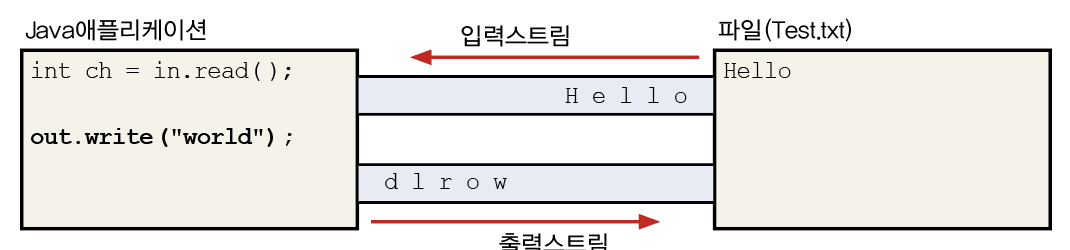 Java애플리케이션
입력스트림
파일(Test.txt)
int ch = in.read();
Hello
H e l l o
out.write("world");
d l r o w
출력스트림